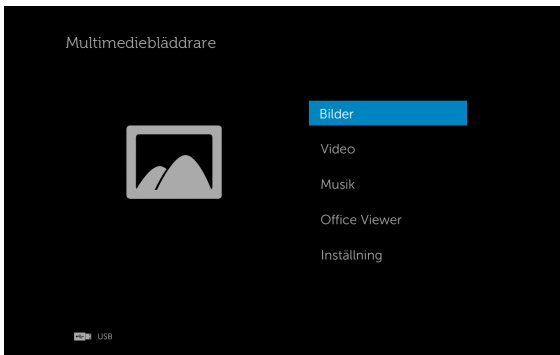 Multimediebläddrare
Bilder
Video
Musik
Office Viewer
Inställning
USB